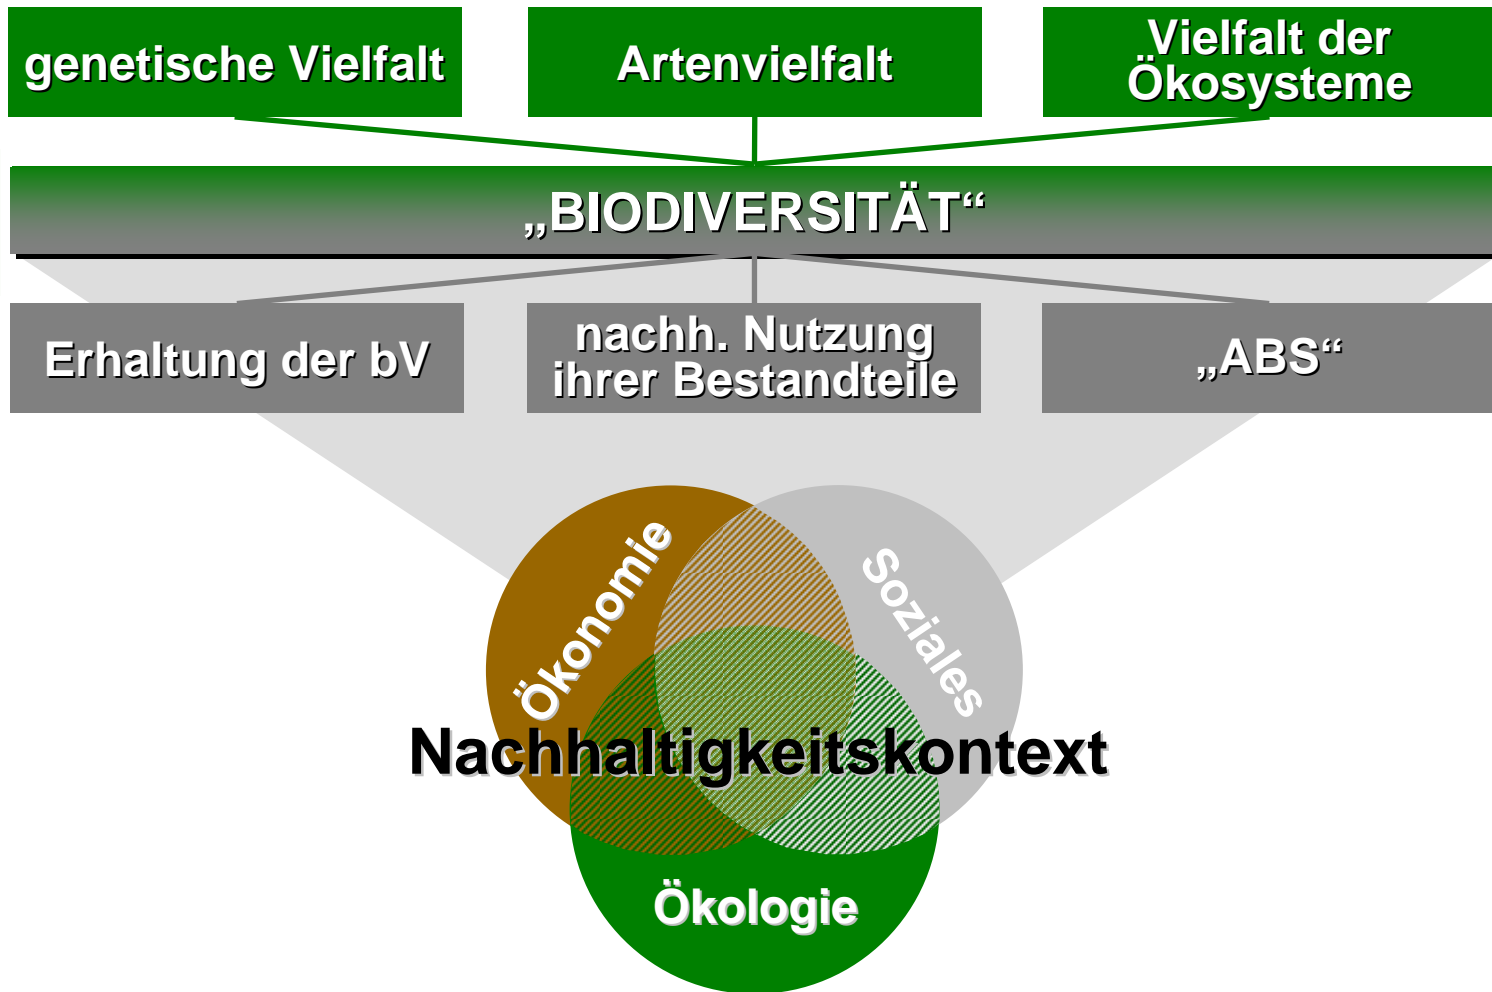 genetische Vielfalt
Artenvielfalt
Vielfalt der
Ökosysteme
„BIODIVERSITÄT“
Erhaltung der bV
nachh. Nutzung
ihrer Bestandteile
„ABS“
Ökonomie
Soziales
Nachhaltigkeitskontext
Ökologie